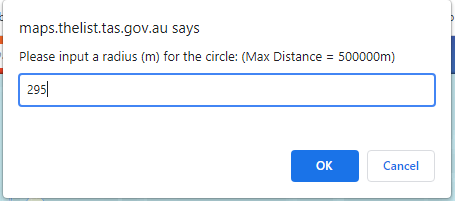 maps.thelist.tas.gov.au says
Please input a radius (m) for the circle: (Max Distance = 500000m)
295
OK Cancel